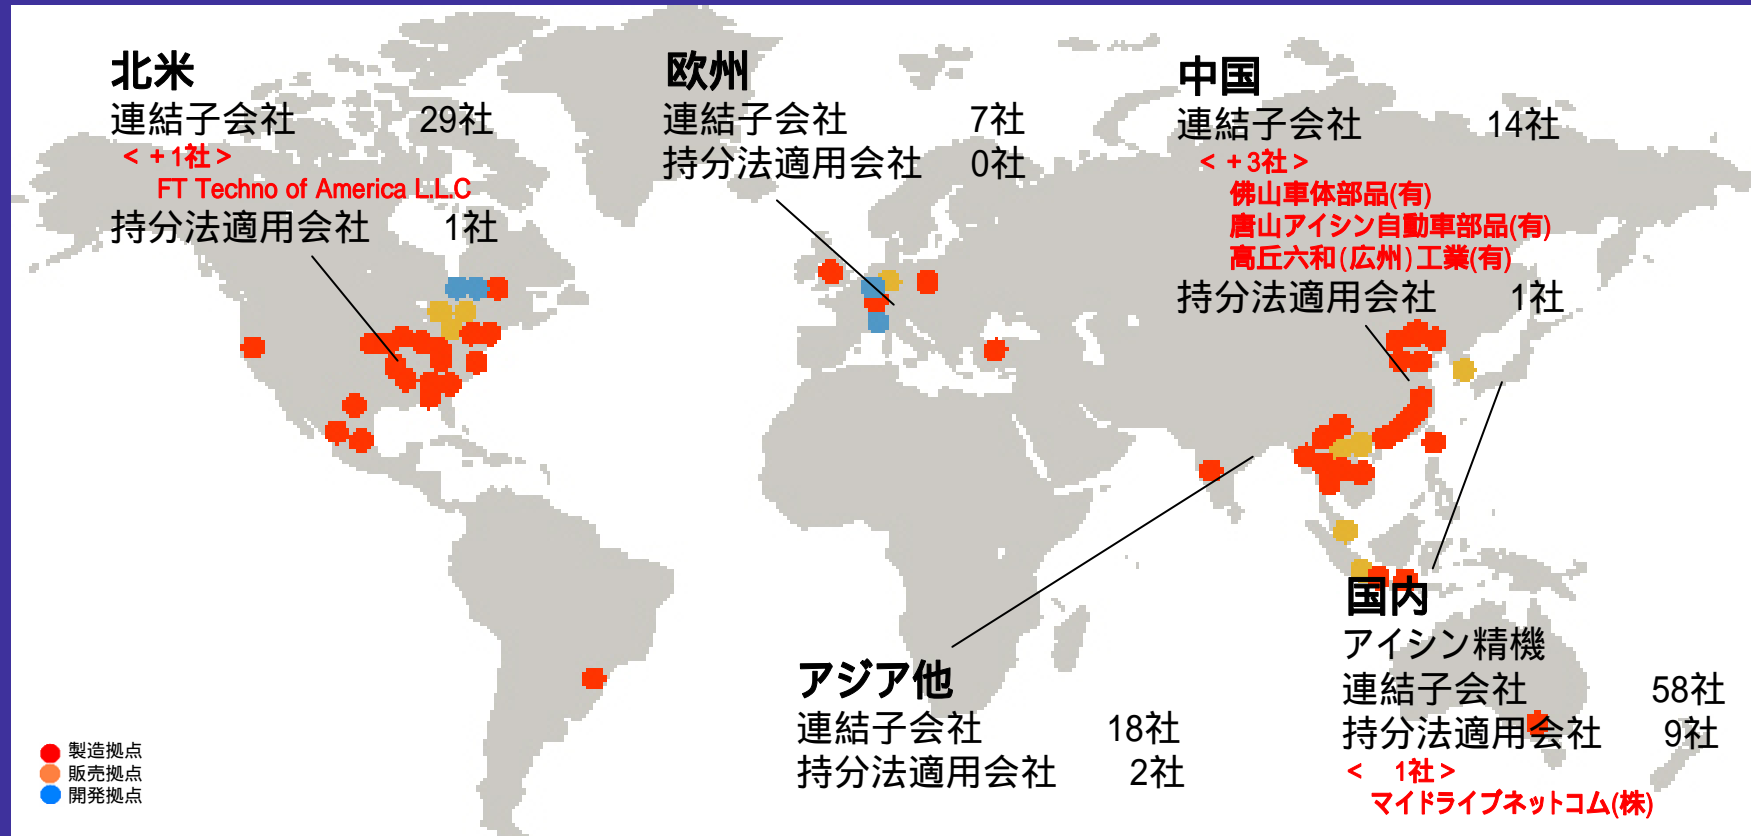 北米
連結子会社 29社
<+1社>
FT Techno of America L.L.C
持分法適用会社 1社
欧州
連結子会社 7社
持分法適用会社 0社
中国
連結子会社 14社
<+3社>
佛山車体部品(有)
唐山アイシン自動車部品(有)
高丘六和(広州)工業(有)
持分法適用会社 1社
アジア他
連結子会社 18社
持分法適用会社 2社
国内
アイシン精機
連結子会社 58社
持分法適用会社 9社
< 1社>
マイドライブネットコム(株)
製造拠点
販売拠点
開発拠点